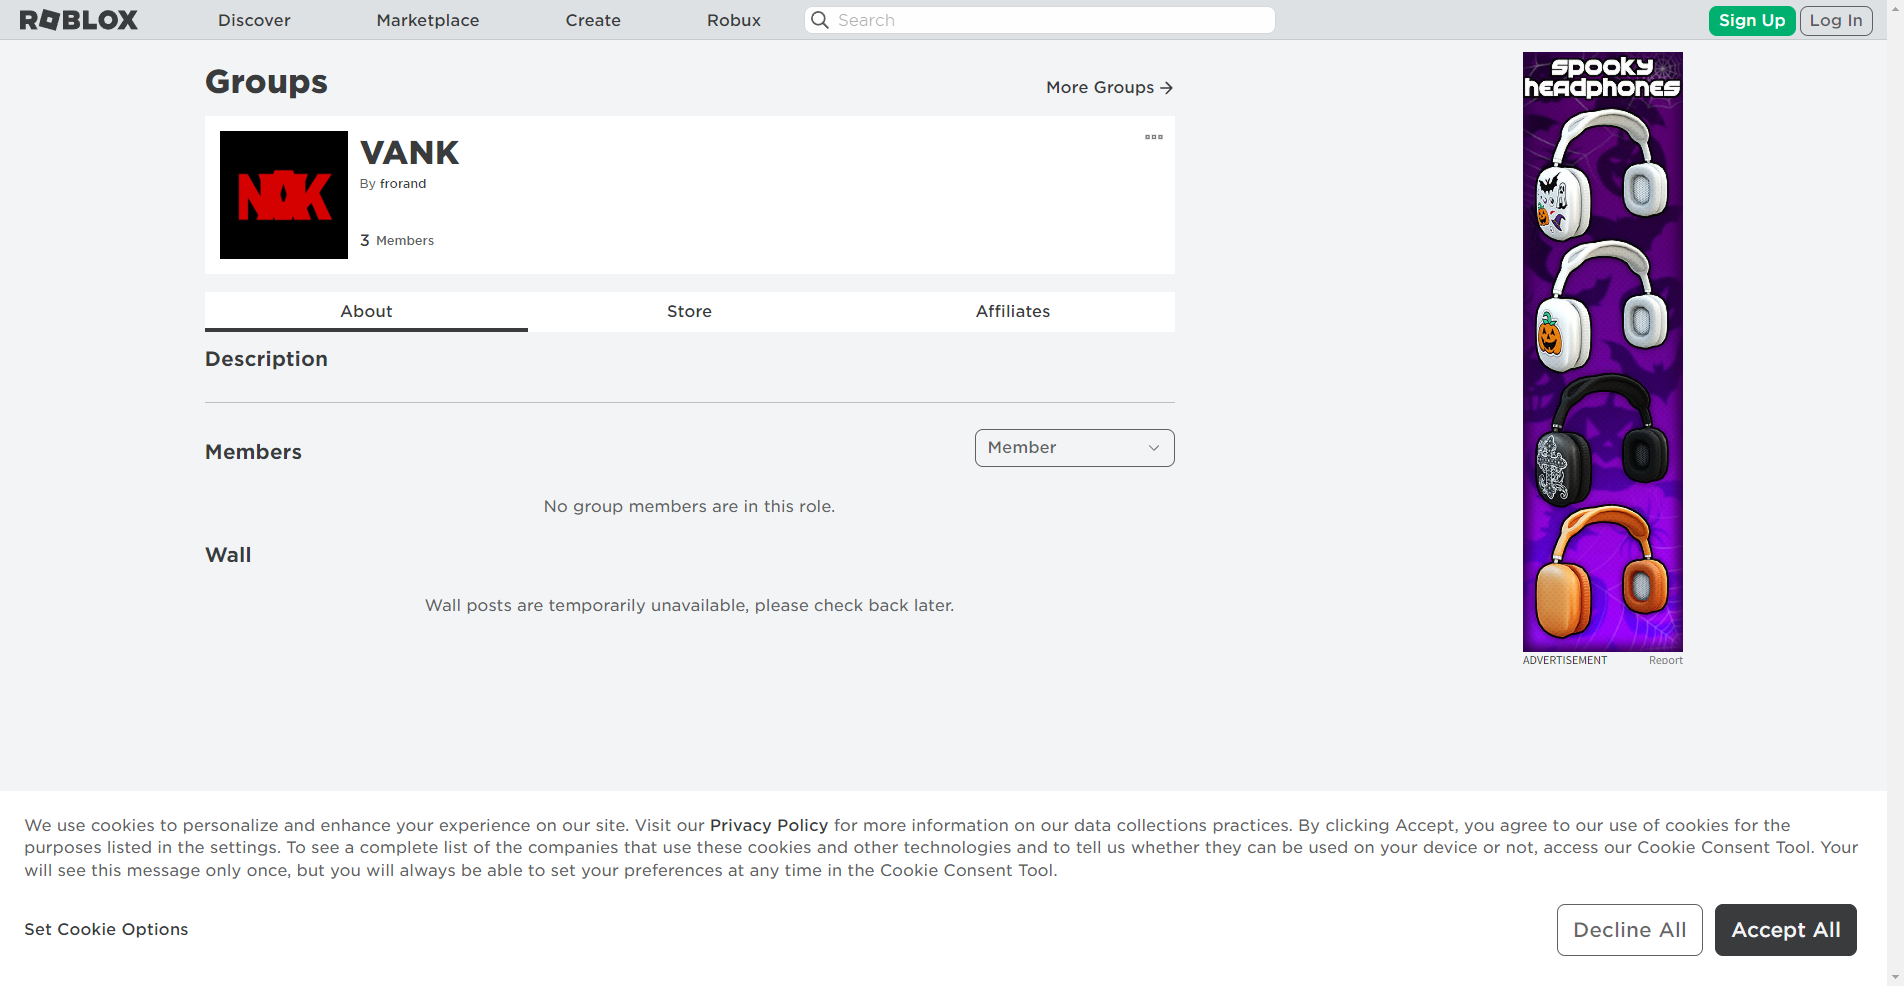 ROBLOX
Discover
Marketplace
Create
Robux
Search
Sign Up
Log In
Groups
More Groups
VANK
By frorand
3 Members
About
Store
Affiliates
Description
Members
Member
No group members are in this role.
Wall
Wall posts are temporarily unavailable, please check back later.
spooky
headphones
ADVERTISEMENT
Report
We use cookies to personalize and enhance your experience on our site. Visit our Privacy Policy for more information on our data collections practices. By clicking Accept, you agree to our use of cookies for the
purposes listed in the settings. To see a complete list of the companies that use these cookies and other technologies and to tell us whether they can be used on your device or not, access our Cookie Consent Tool. Your
will see this message only once, but you will always be able to set your preferences at any time in the Cookie Consent Tool.
Set Cookie Options
Decline All
Accept All